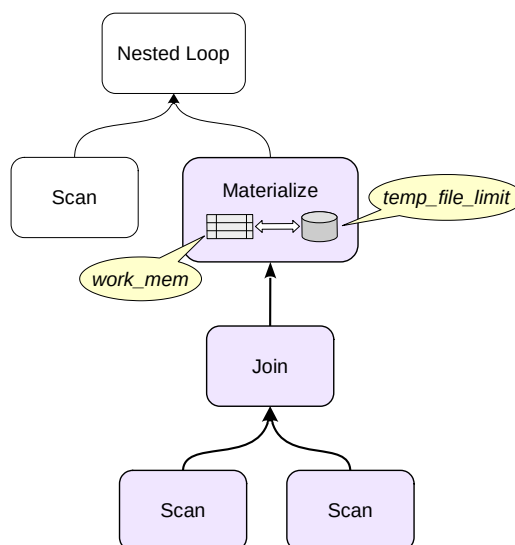 Nested Loop
Scan
Materialize
temp_file_limit
work_mem
Join
Scan
Scan